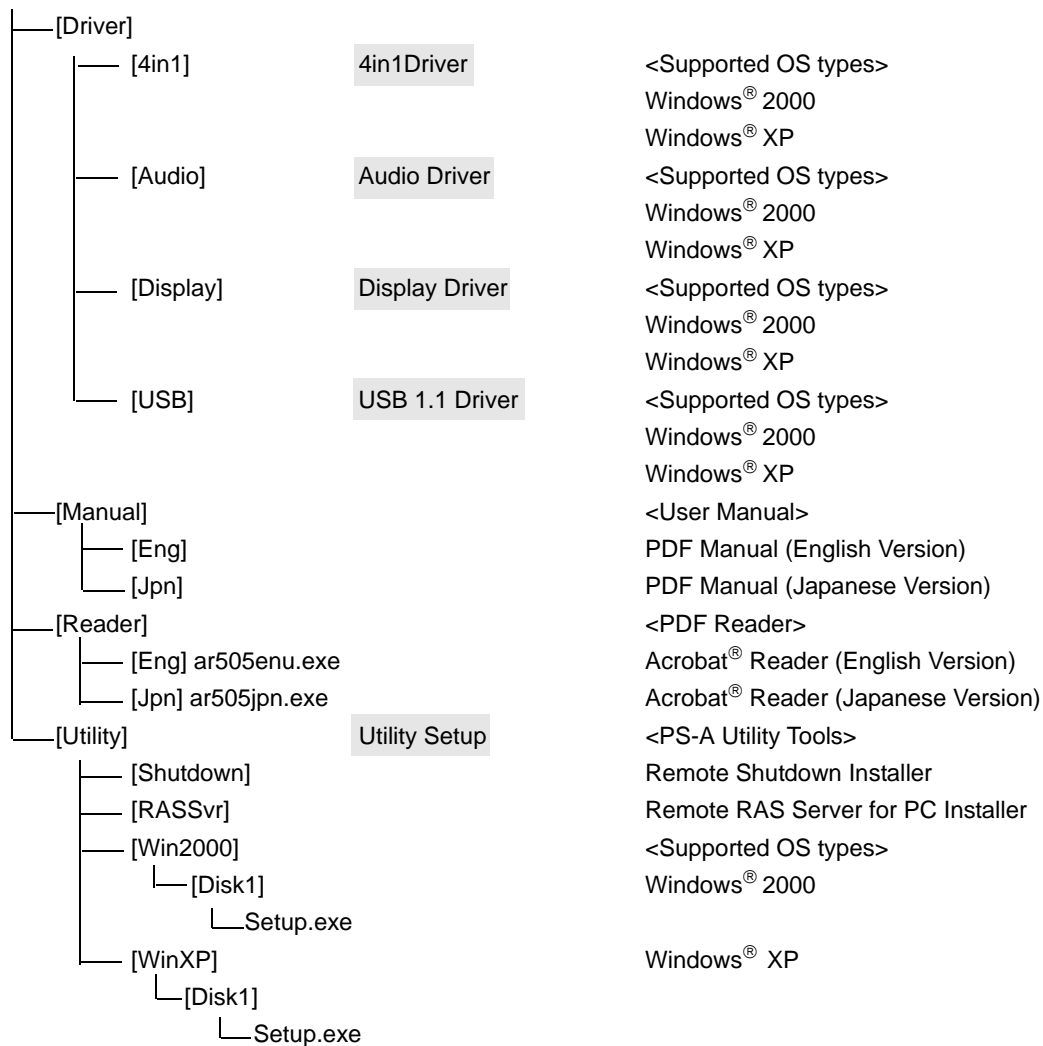 [Driver]
[4in1] 4in1Driver <Supported OS types>
Windows® 2000
Windows® XP
[Audio] Audio Driver <Supported OS types>
Windows® 2000
Windows® XP
[Display] Display Driver <Supported OS types>
Windows® 2000
Windows® XP
[USB] USB 1.1 Driver <Supported OS types>
Windows® 2000
Windows® XP
[Manual] <User Manual>
[Eng] PDF Manual (English Version)
[Jpn] PDF Manual (Japanese Version)
[Reader] <PDF Reader>
[Eng] ar505enu.exe Acrobat® Reader (English Version)
[Jpn] ar505jpn.exe Acrobat® Reader (Japanese Version)
[Utility] Utility Setup <PS-A Utility Tools>
[Shutdown] Remote Shutdown Installer
[RASSvr] Remote RAS Server for PC Installer
[Win2000] <Supported OS types>
[Disk1] Windows® 2000
Setup.exe
[WinXP] Windows® XP
[Disk1]
Setup.exe